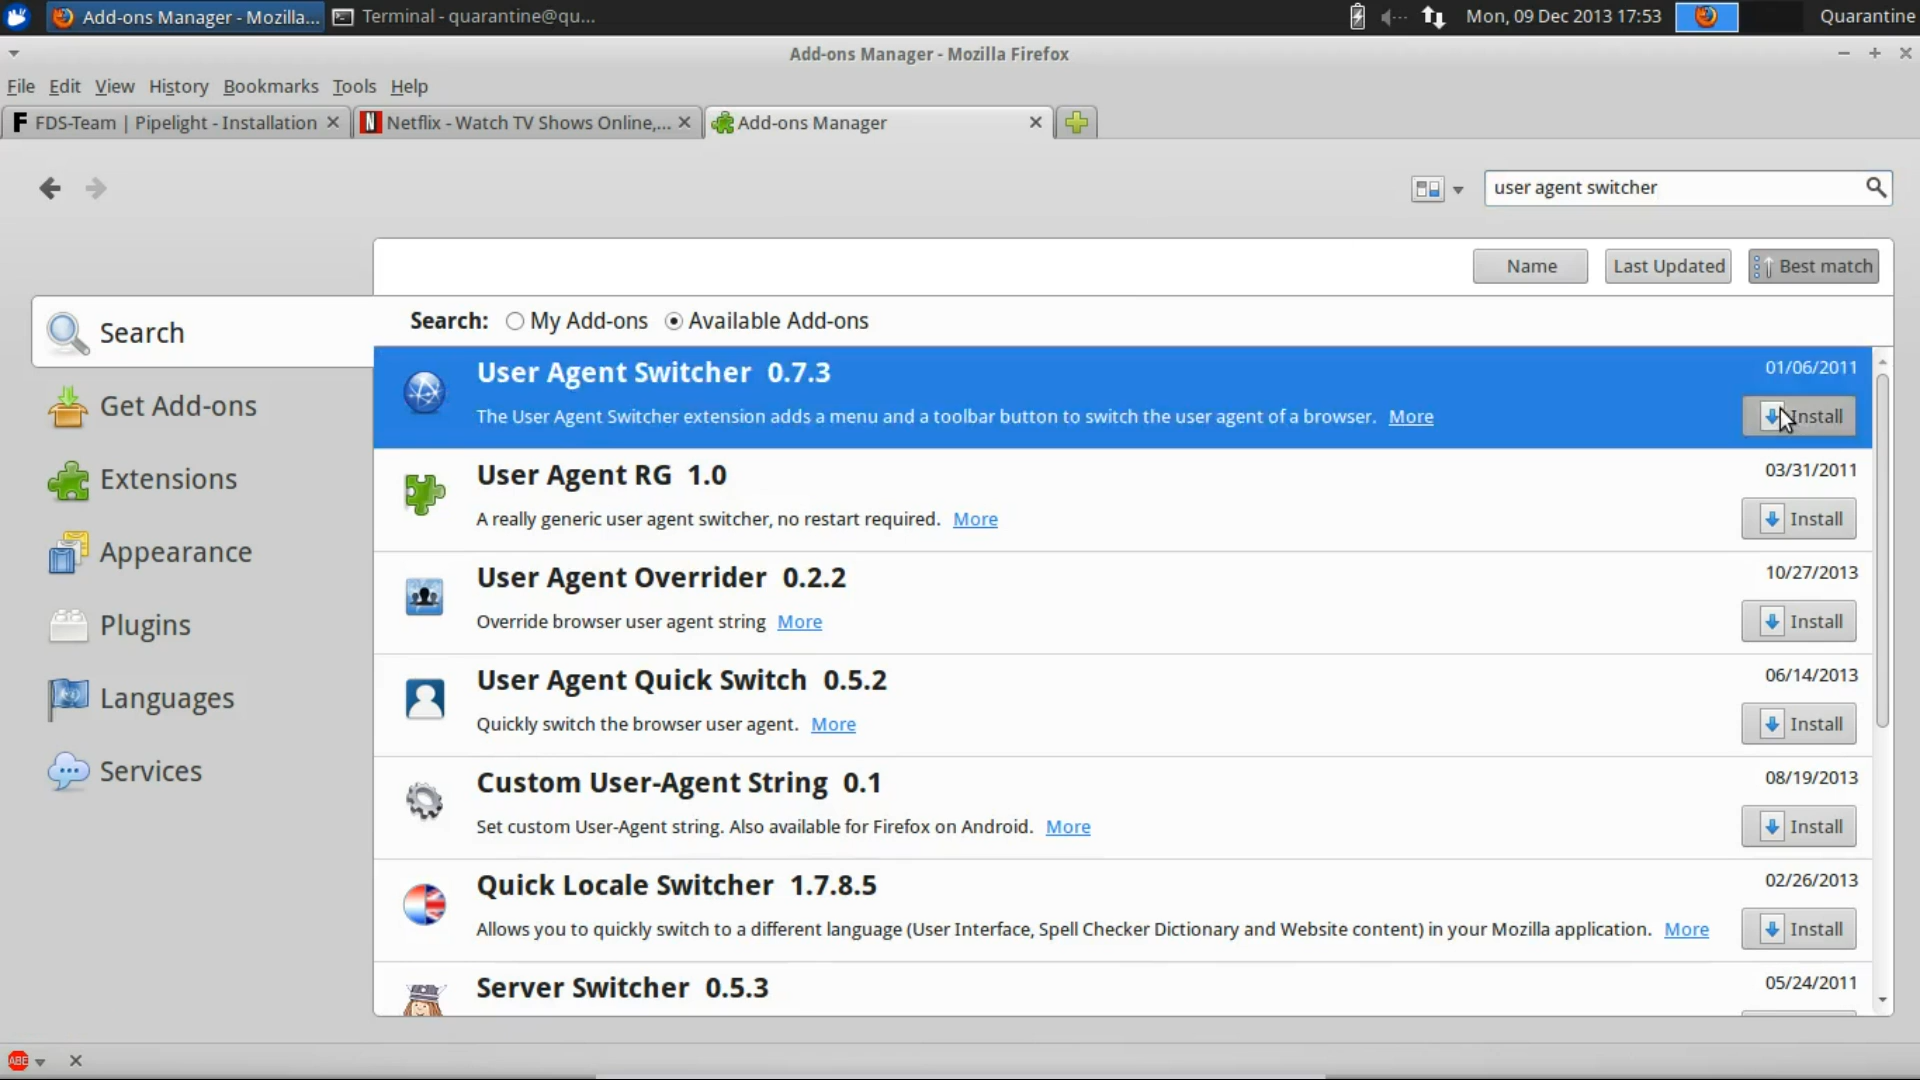 Add-ons Manager - Mozilla...
Terminal - quarantine@qu...
Mon, 09 Dec 2013 17:53
Quarantine
Add-ons Manager - Mozilla Firefox
File Edit View History Bookmarks Tools Help
FDS-Team | Pipelight - Installation
Netflix - Watch TV Shows Online,...
Add-ons Manager
user agent switcher
Name
Last Updated
Best match
Search
Search: My Add-ons Available Add-ons
User Agent Switcher 0.7.3
01/06/2011
The User Agent Switcher extension adds a menu and a toolbar button to switch the user agent of a browser. More
Install
Get Add-ons
User Agent RG 1.0
03/31/2011
A really generic user agent switcher, no restart required. More
Install
Extensions
User Agent Overrider 0.2.2
10/27/2013
Override browser user agent string More
Install
Appearance
User Agent Quick Switch 0.5.2
06/14/2013
Quickly switch the browser user agent. More
Install
Plugins
Custom User-Agent String 0.1
08/19/2013
Set custom User-Agent string. Also available for Firefox on Android. More
Install
Languages
Quick Locale Switcher 1.7.8.5
02/26/2013
Allows you to quickly switch to a different language (User Interface, Spell Checker Dictionary and Website content) in your Mozilla application. More
Install
Services
Server Switcher 0.5.3
05/24/2011
ABE